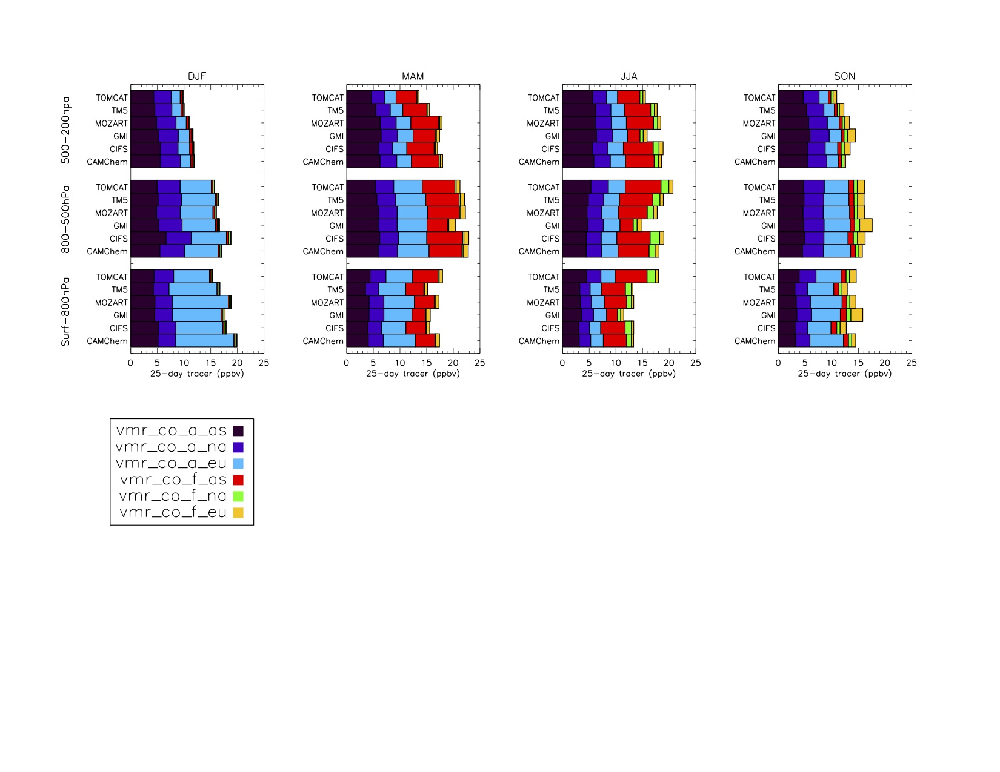 DJF MAM JJA SON
500-200hpa
TOMCAT TOMCAT TOMCAT TOMCAT
TM5 TM5 TM5 TM5
MOZART MOZART MOZART MOZART
GMI GMI GMI GMI
CIFS CIFS CIFS CIFS
CAMChem CAMChem CAMChem CAMChem
800-500hPa
TOMCAT TOMCAT TOMCAT TOMCAT
TM5 TM5 TM5 TM5
MOZART MOZART MOZART MOZART
GMI GMI GMI GMI
CIFS CIFS CIFS CIFS
CAMChem CAMChem CAMChem CAMChem
Surf-800hPa
TOMCAT TOMCAT TOMCAT TOMCAT
TM5 TM5 TM5 TM5
MOZART MOZART MOZART MOZART
GMI GMI GMI GMI
CIFS CIFS CIFS CIFS
CAMChem CAMChem CAMChem CAMChem
0 5 10 15 20 25 0 5 10 15 20 25 0 5 10 15 20 25 0 5 10 15 20 25
25-day tracer (ppbv) 25-day tracer (ppbv) 25-day tracer (ppbv) 25-day tracer (ppbv)
vmr_co_a_as
vmr_co_a_na
vmr_co_a_eu
vmr_co_f_as
vmr_co_f_na
vmr_co_f_eu